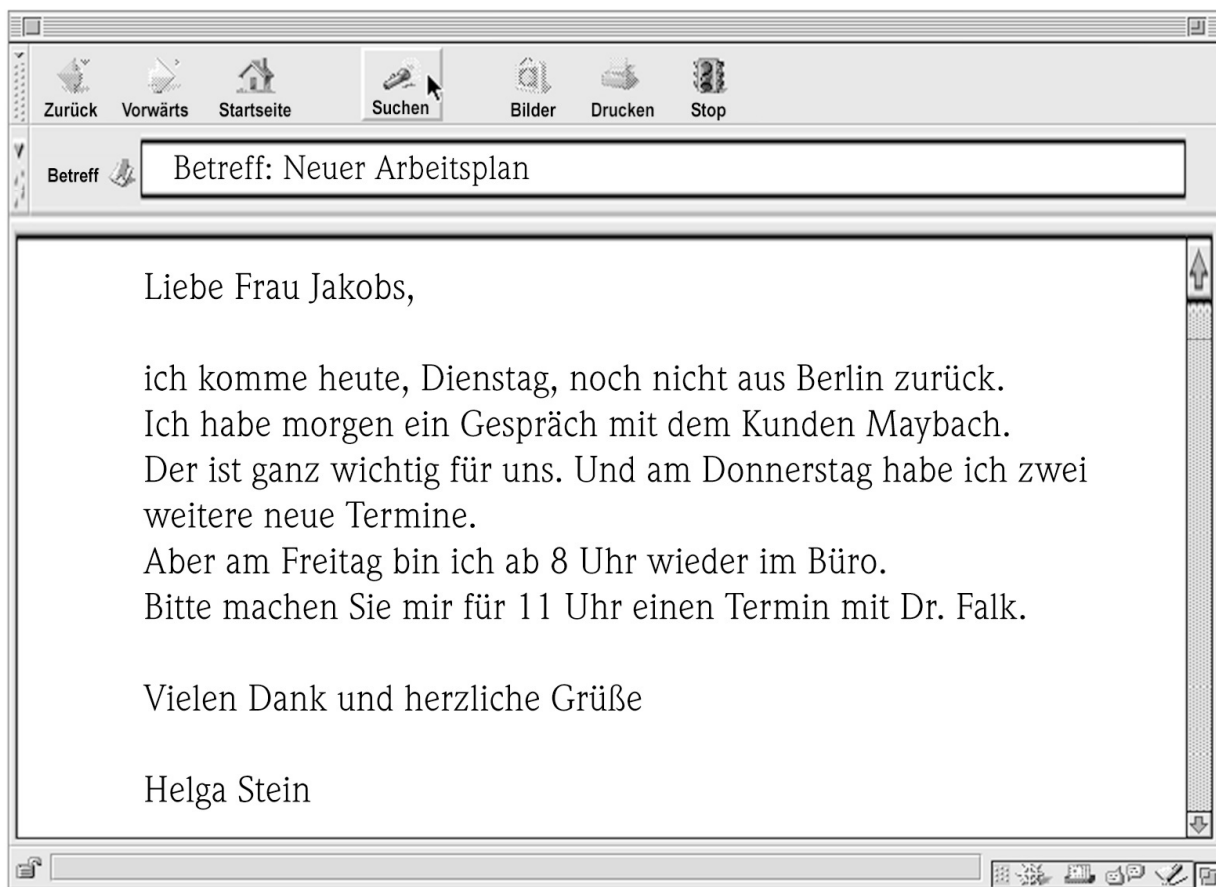 Zurück Vorwärts Startseite Suchen Bilder Drucken Stop
Betreff Betreff: Neuer Arbeitsplan
Liebe Frau Jakobs,
ich komme heute, Dienstag, noch nicht aus Berlin zurück.
Ich habe morgen ein Gespräch mit dem Kunden Maybach.
Der ist ganz wichtig für uns. Und am Donnerstag habe ich zwei
weitere neue Termine.
Aber am Freitag bin ich ab 8 Uhr wieder im Büro.
Bitte machen Sie mir für 11 Uhr einen Termin mit Dr. Falk.
Vielen Dank und herzliche Grüße
Helga Stein